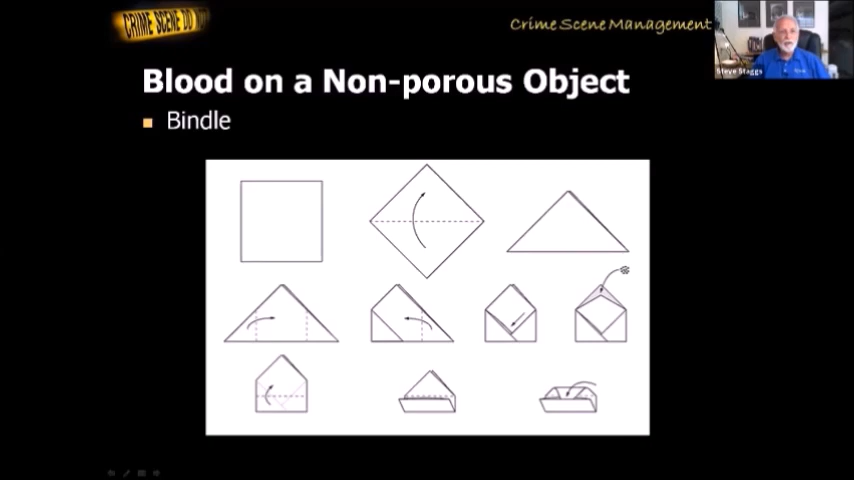 CRIME SCENE DO NOT
Crime Scene Management
Steve Staggs
Blood on a Non-porous Object
Bindle